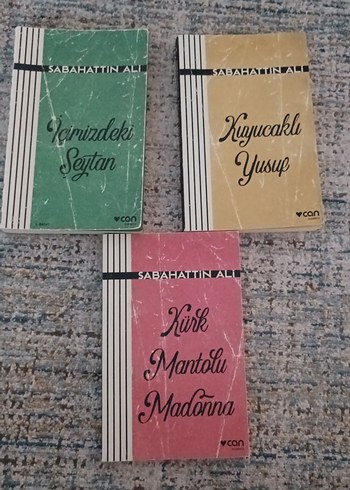 SABAHATTİN ALİ
İçimizdeki
Şeytan
can
SABAHATTİN ALİ
Kuyucaklı
Yusuf
can
SABAHATTİN ALİ
Kürk
Mantolu
Madonna
can